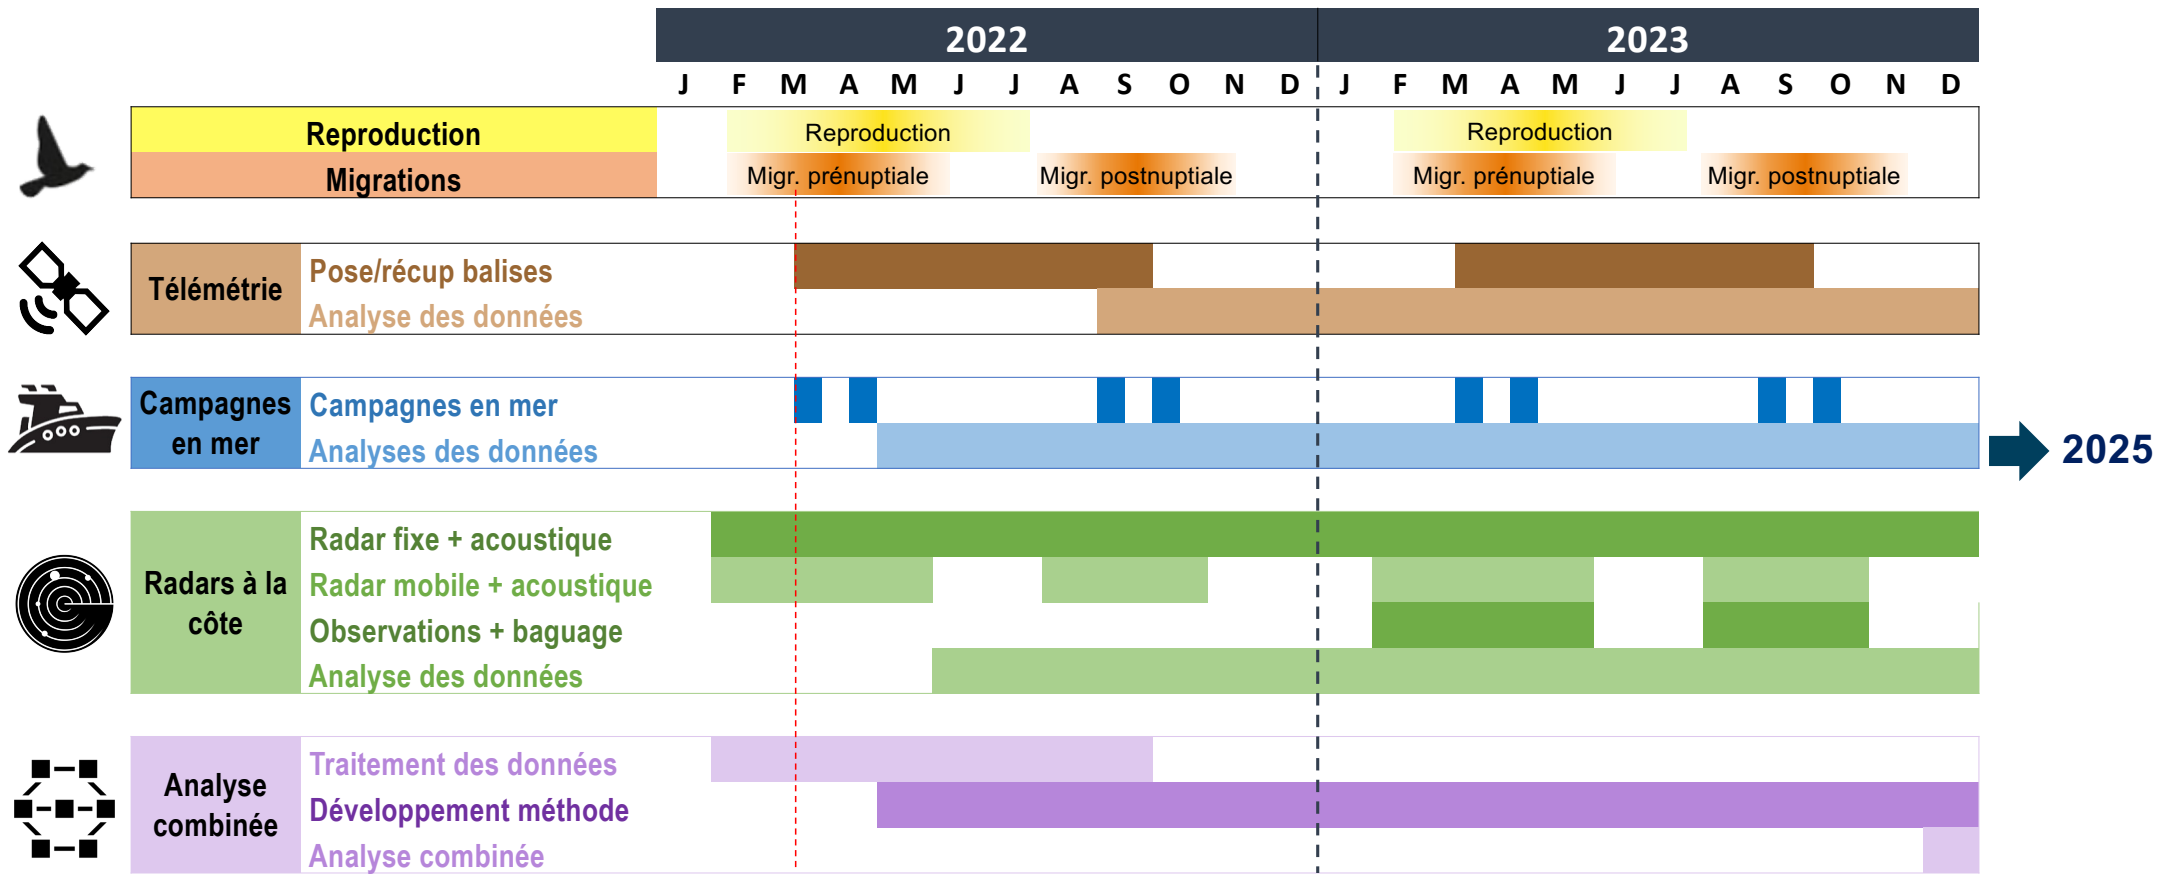 2022 2023
J F M A M J J A S O N D J F M A M J J A S O N D
Reproduction Reproduction Reproduction
Migrations Migr. prénuptiale Migr. postnuptiale Migr. prénuptiale Migr. postnuptiale
Télémétrie
Pose/récup balises
Analyse des données
Campagnes
en mer
Campagnes en mer
Analyses des données
2025
Radars à la
côte
Radar fixe + acoustique
Radar mobile + acoustique
Observations + baguage
Analyse des données
Analyse
combinée
Traitement des données
Développement méthode
Analyse combinée